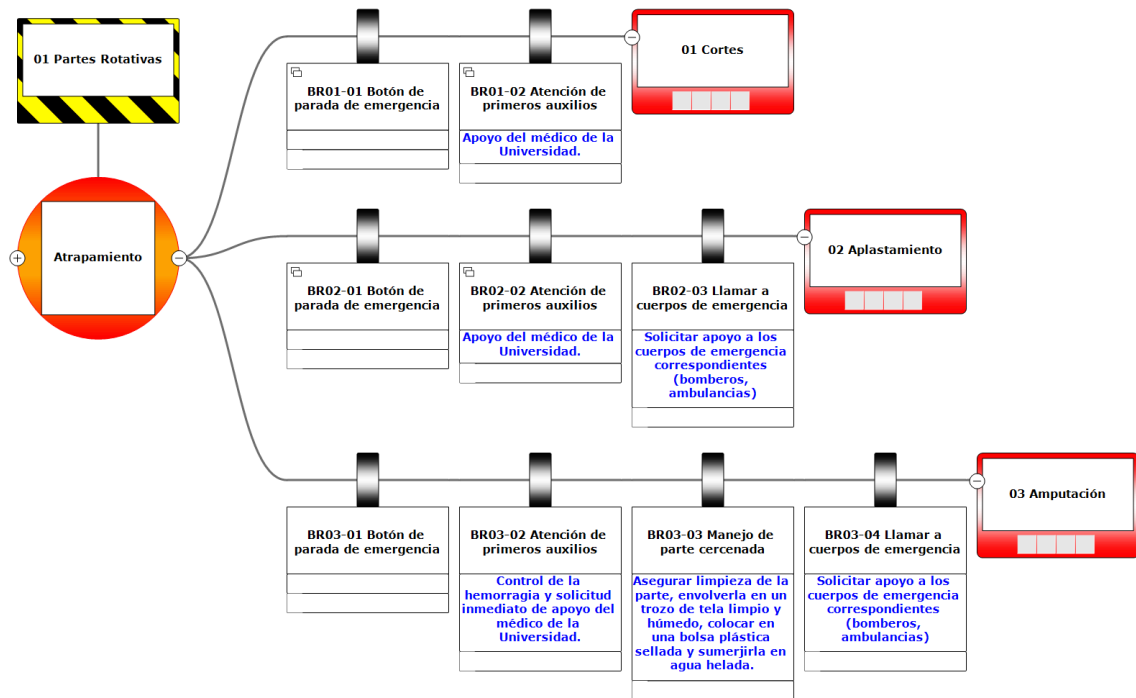 01 Partes Rotativas
Atrapamiento
BR01-01 Botón de
parada de emergencia
BR01-02 Atención de
primeros auxilios
Apoyo del médico de la
Universidad.
01 Cortes
BR02-01 Botón de
parada de emergencia
BR02-02 Atención de
primeros auxilios
Apoyo del médico de la
Universidad.
BR02-03 Llamar a
cuerpos de emergencia
Solicitar apoyo a los
cuerpos de emergencia
correspondientes
(bomberos,
ambulancias)
02 Aplastamiento
BR03-01 Botón de
parada de emergencia
BR03-02 Atención de
primeros auxilios
Control de la
hemorragia y solicitud
inmediato de apoyo del
médico de la
Universidad.
BR03-03 Manejo de
parte cercenada
Asegurar limpieza de la
parte, envolverla en un
trozo de tela limpio y
húmedo, colocar en
una bolsa plástica
sellada y sumerjirla en
agua helada.
BR03-04 Llamar a
cuerpos de emergencia
Solicitar apoyo a los
cuerpos de emergencia
correspondientes
(bomberos,
ambulancias)
03 Amputación